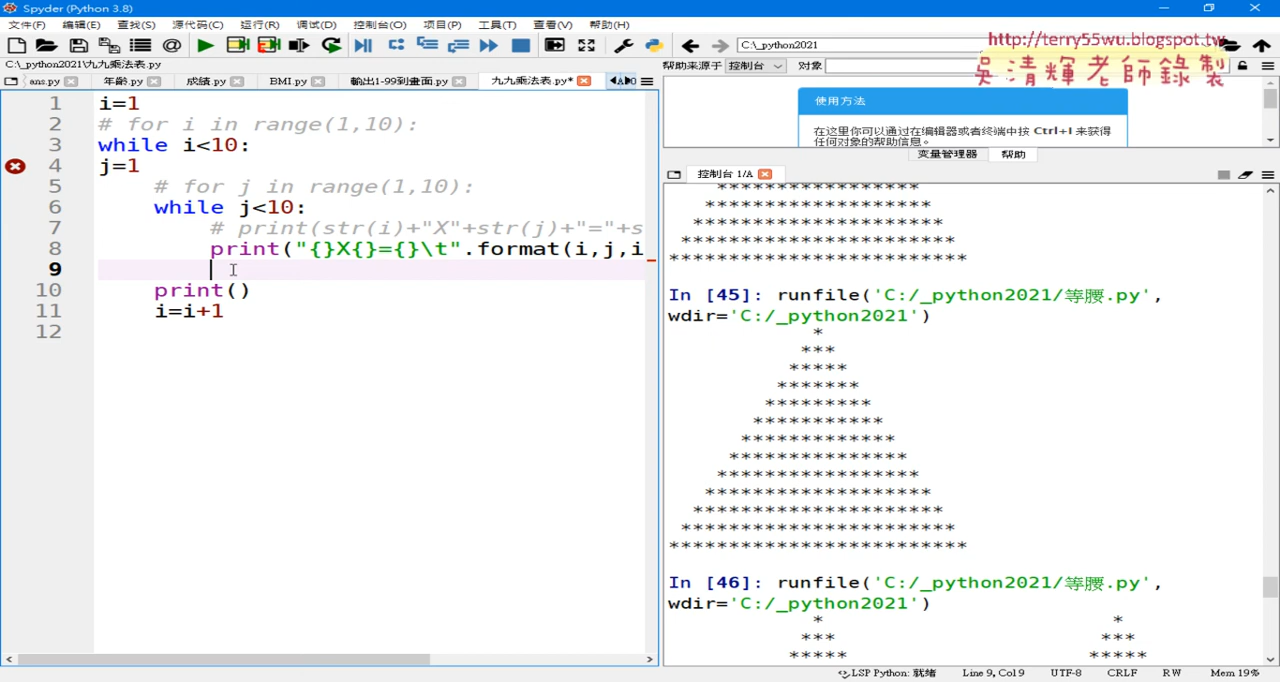 Spyder (Python 3.8)
文件(F) 编辑(E) 查找(S) 源代码(C) 运行(R) 调试(D) 控制台(O) 项目(P) 工具(T) 查看(V) 帮助(H)
C:\_python2021
http://terry55wu.blogspot.tw
吳清輝老師錄製
C:\_python2021\九九乘法表.py
帮助来源于 控制台 对象
ans.py 年齡.py 成績.py BMI.py 輸出1-99到畫面.py 九九乘法表.py*
使用方法
在这里你可以通过在编辑器或者终端中按 Ctrl+I 来获得
任何对象的帮助信息。
变量管理器 帮助
控制台 1/A
1 i=1
2 # for i in range(1,10):
3 while i<10:
4 j=1
5 # for j in range(1,10):
6 while j<10:
7 # print(str(i)+"X"+str(j)+"="+s
8 print("{}X{}={}\t".format(i,j,i
9
10 print()
11 i=i+1
12
*****************
*******************
*********************
***********************
*************************
In [45]: runfile('C:/_python2021/等腰.py',
wdir='C:/_python2021')
*
***
*****
*******
*********
***********
*************
***************
*****************
*******************
*********************
***********************
*************************
In [46]: runfile('C:/_python2021/等腰.py',
wdir='C:/_python2021')
* *
*** ***
***** *****
LSP Python: 就绪 Line 9, Col 9 UTF-8 CRLF RW Mem 19%